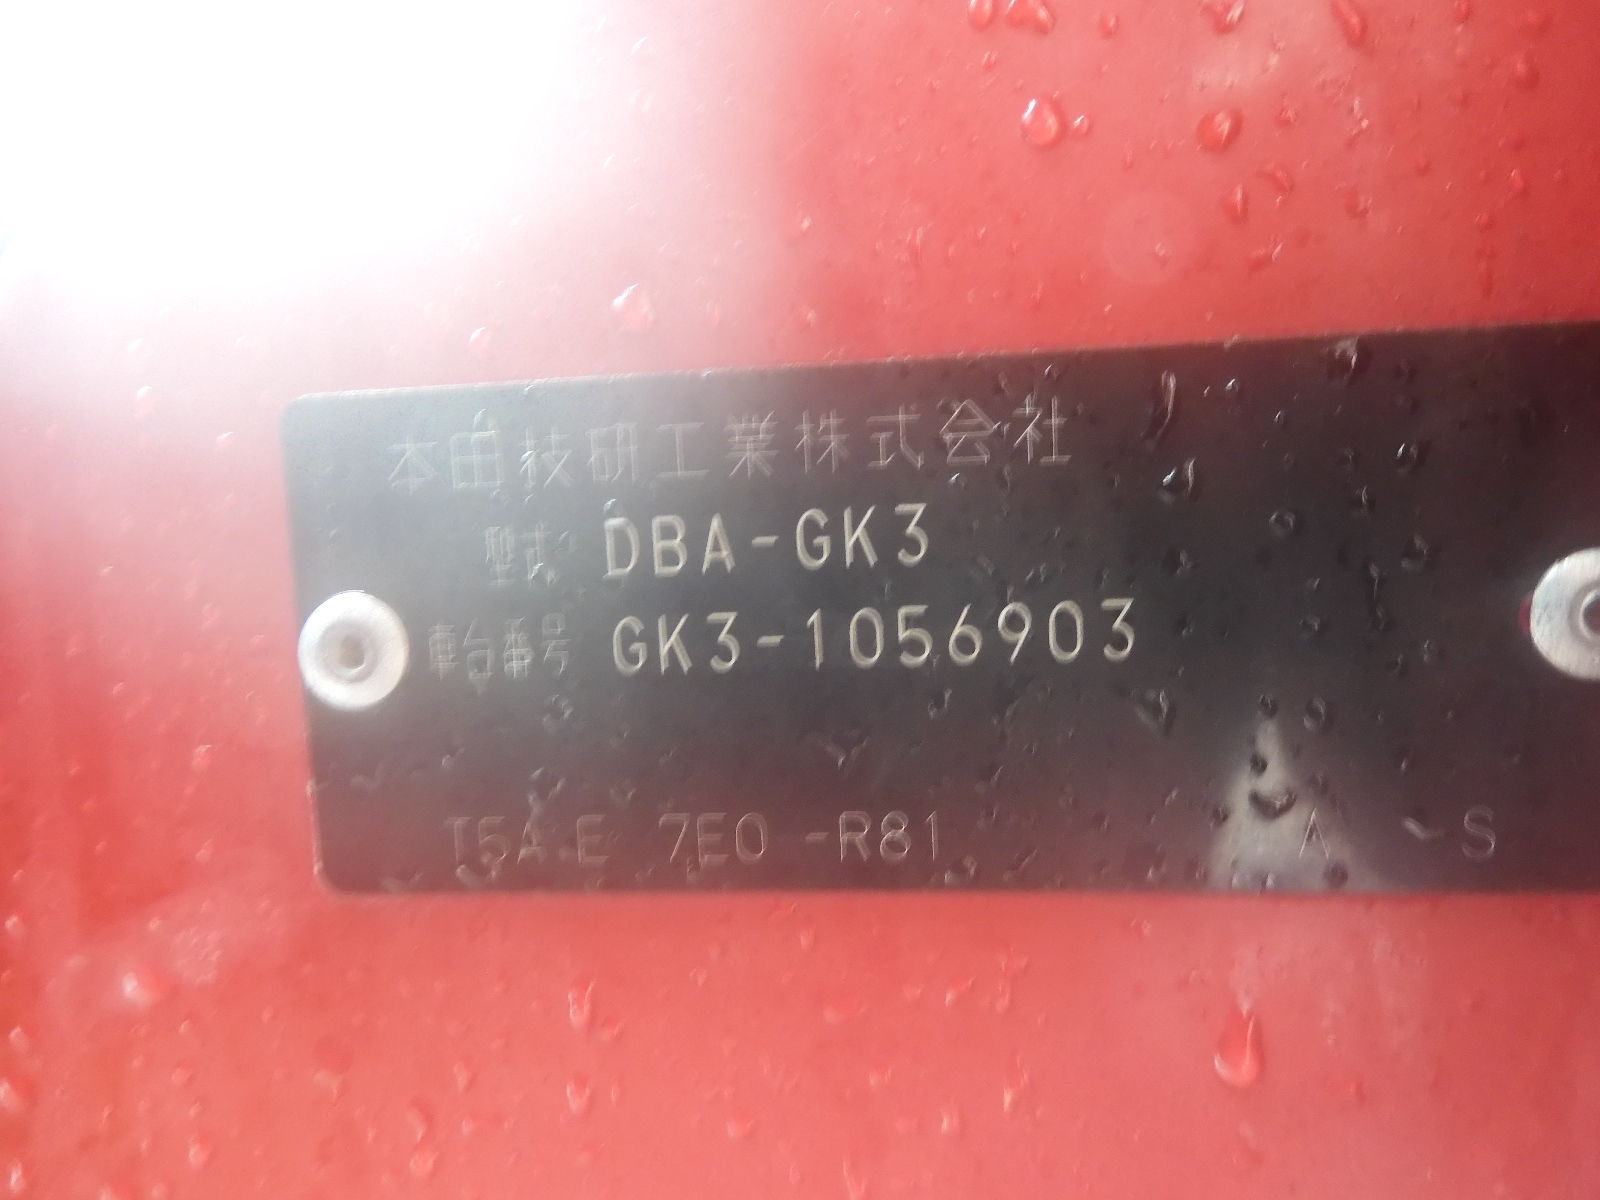 本田技研工業株式会社
型式 DBA-GK3
車台番号 GK3-1056903
T5A E 7E0 -R81 A - S